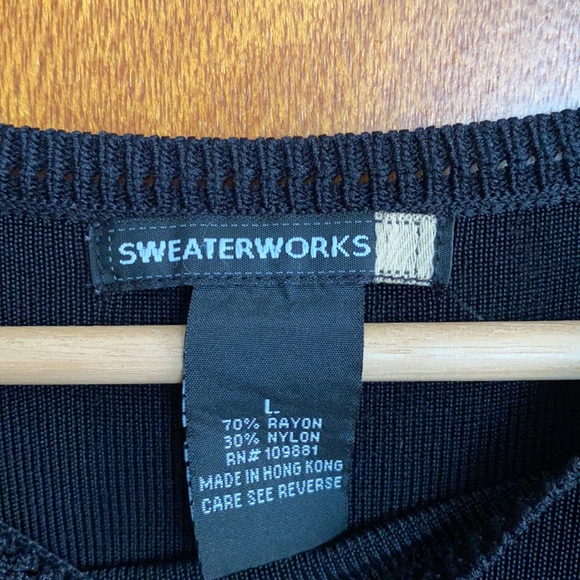 SWEATERWORKS
L
70% RAYON
30% NYLON
RN# 109881
MADE IN HONG KONG
CARE SEE REVERSE